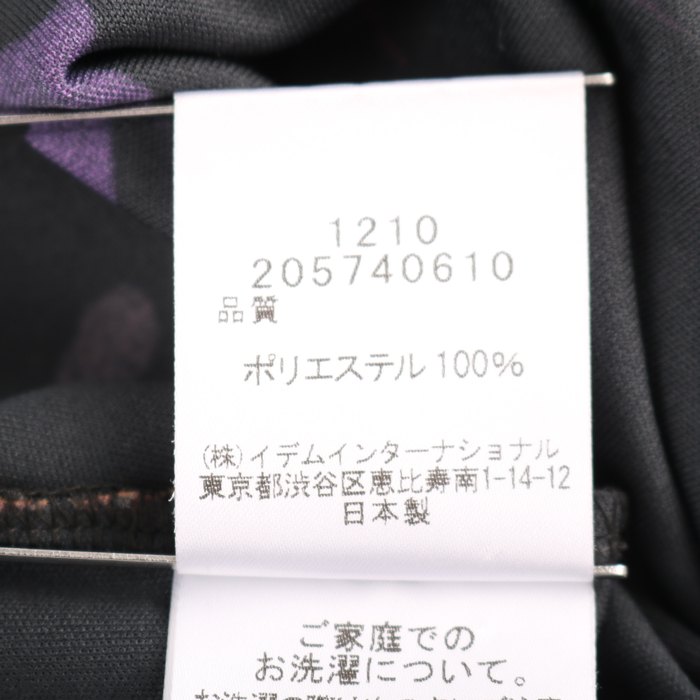 1210
205740610
品質
ポリエステル 100%
(株)イデムインターナショナル
東京都渋谷区恵比寿南1-14-12
日本製
ご家庭での
お洗濯について。